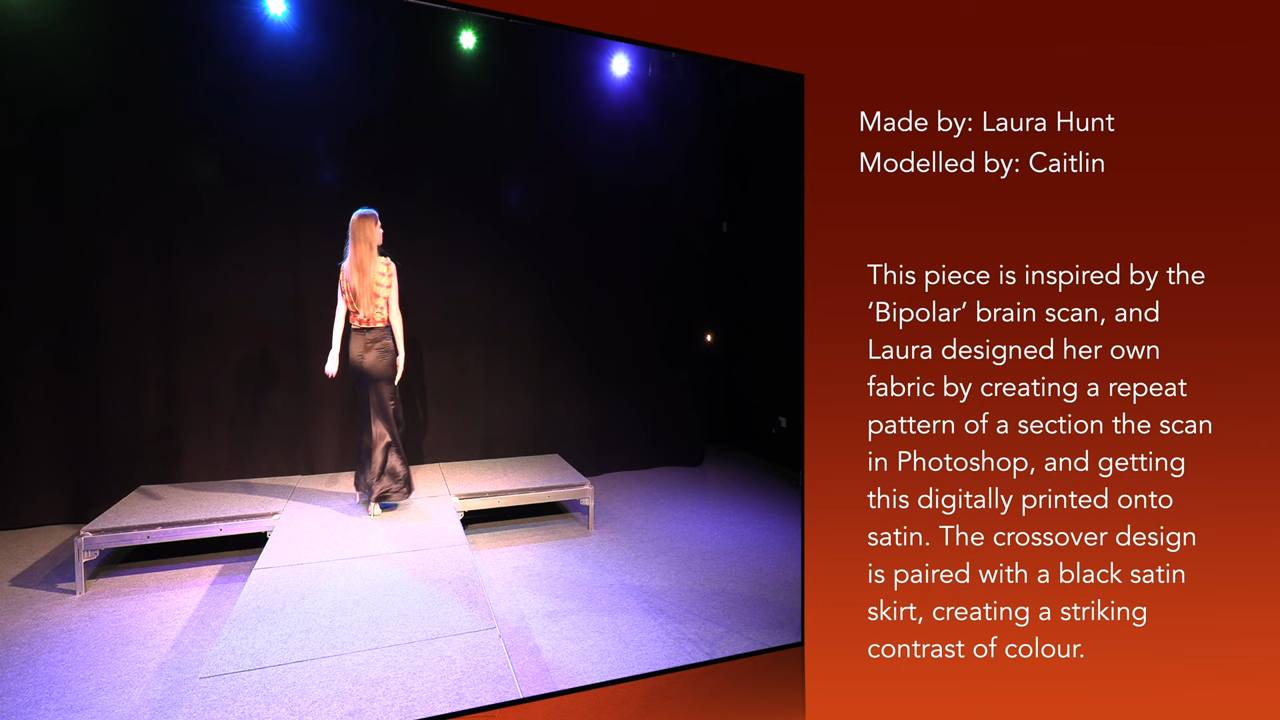 Made by: Laura Hunt
Modelled by: Caitlin
This piece is inspired by the
‘Bipolar’ brain scan, and
Laura designed her own
fabric by creating a repeat
pattern of a section the scan
in Photoshop, and getting
this digitally printed onto
satin. The crossover design
is paired with a black satin
skirt, creating a striking
contrast of colour.